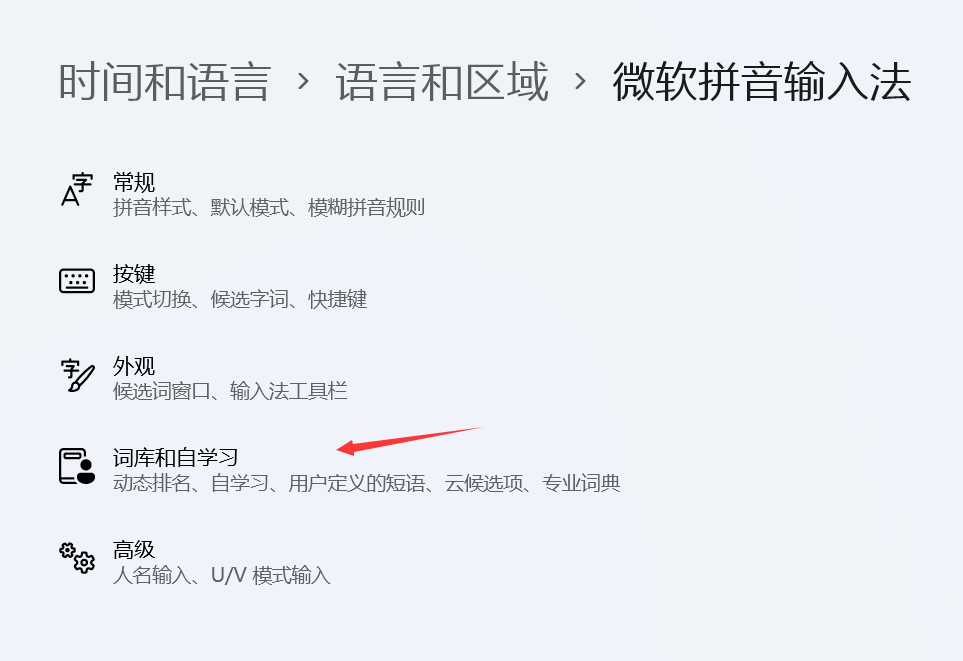 时间和语言 › 语言和区域 › 微软拼音输入法
常规
拼音样式、默认模式、模糊拼音规则
按键
模式切换、候选字词、快捷键
外观
候选词窗口、输入法工具栏
词库和自学习
动态排名、自学习、用户定义的短语、云候选项、专业词典
高级
人名输入、U/V 模式输入